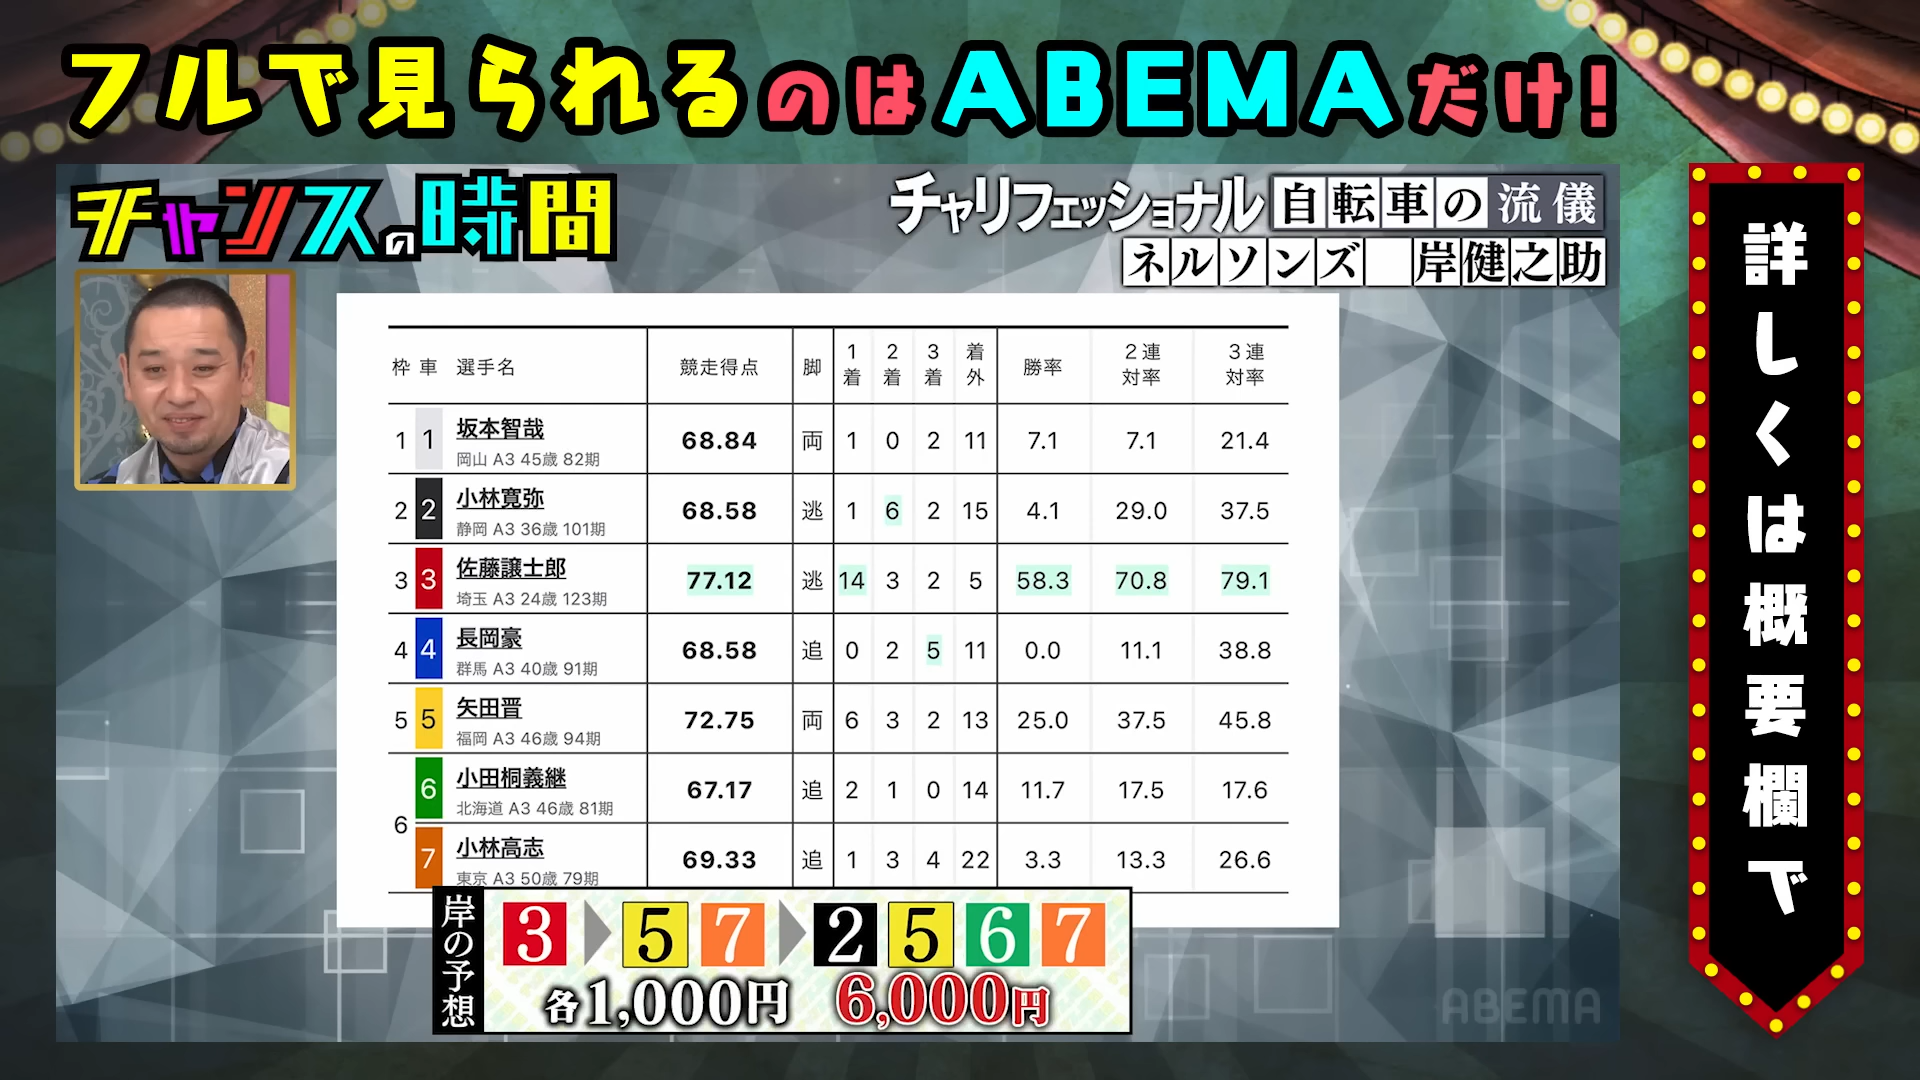 フルで見られるのはABEMAだけ!
チャンスの時間
チャリフェッショナル 自転車の流儀
ネルソンズ 岸健之助
詳しくは概要欄で
枠 車 選手名 競走得点 脚 1着 2着 3着 着外 勝率 2連対率 3連対率
1 1 坂本智哉 68.84 両 1 0 2 11 7.1 7.1 21.4
岡山 A3 45歳 82期
2 2 小林寛弥 68.58 逃 1 6 2 15 4.1 29.0 37.5
静岡 A3 36歳 101期
3 3 佐藤譲士郎 77.12 逃 14 3 2 5 58.3 70.8 79.1
埼玉 A3 24歳 123期
4 4 長岡豪 68.58 追 0 2 5 11 0.0 11.1 38.8
群馬 A3 40歳 91期
5 5 矢田晋 72.75 両 6 3 2 13 25.0 37.5 45.8
福岡 A3 46歳 94期
6 6 小田桐義継 67.17 追 2 1 0 14 11.7 17.5 17.6
北海道 A3 46歳 81期
7 小林高志 69.33 追 1 3 4 22 3.3 13.3 26.6
東京 A3 50歳 79期
岸の予想
3 5 7 2 5 6 7
各1,000円 6,000円
ABEMA